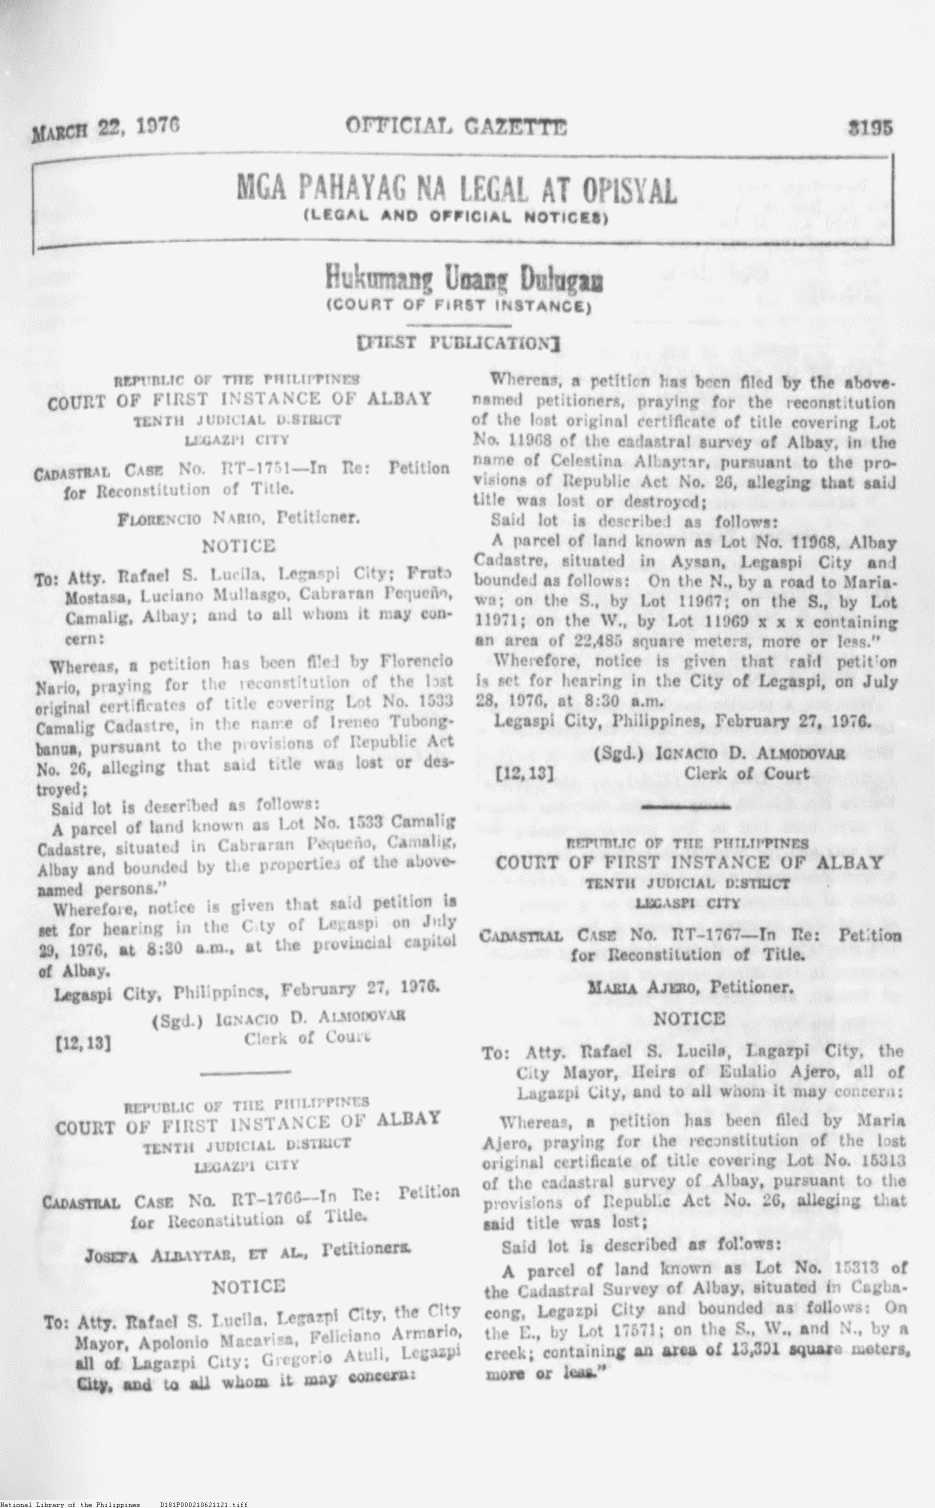 MARCH 22, 1976 OFFICIAL GAZETTE 3195
MGA PAHAYAG NA LEGAL AT OPISYAL
(LEGAL AND OFFICIAL NOTICES)
Hukumang Unang Dulugan
(COURT OF FIRST INSTANCE)
[FIRST PUBLICATION]
REPUBLIC OF THE PHILIPPINES
COURT OF FIRST INSTANCE OF ALBAY
TENTH JUDICIAL DISTRICT
LEGAZPI CITY
CADASTRAL CASE NO. RT-1751—In Re: Petition
for Reconstitution of Title.
FLORENCIO NARIO, Petitioner.
NOTICE
To: Atty. Rafael S. Lucila, Legaspi City; Fruto
Mostasa, Luciano Mullasgo, Cabraran Pequeño,
Camalig, Albay; and to all whom it may con-
cern:
Whereas, a petition has been filed by Florencio
Nario, praying for the reconstitution of the lost
original certificates of title covering Lot No. 1533
Camalig Cadastre, in the name of Ireneo Tubong-
banua, pursuant to the provisions of Republic Act
No. 26, alleging that said title was lost or des-
troyed;
Said lot is described as follows:
A parcel of land known as Lot No. 1533 Camalig
Cadastre, situated in Cabraran Pequeño, Camalig,
Albay and bounded by the properties of the above-
named persons."
Wherefore, notice is given that said petition is
set for hearing in the City of Legaspi on July
29, 1976, at 8:30 a.m., at the provincial capitol
of Albay.
Legaspi City, Philippines, February 27, 1976.
(Sgd.) IGNACIO D. ALMODOVAR
[12, 13] Clerk of Court
REPUBLIC OF THE PHILIPPINES
COURT OF FIRST INSTANCE OF ALBAY
TENTH JUDICIAL DISTRICT
LEGAZPI CITY
CADASTRAL CASE NO. RT-1766—In Re: Petition
for Reconstitution of Title.
JOSEFA ALBAYTAR, ET AL., Petitioners.
NOTICE
To: Atty. Rafael S. Lucila, Legazpi City, the City
Mayor, Apolonio Macarisa, Feliciano Armario,
all of Lagazpi City; Gregorio Atuli, Legazpi
City, and to all whom it may concern:
Whereas, a petition has been filed by the above-
named petitioners, praying for the reconstitution
of the lost original certificate of title covering Lot
No. 11968 of the cadastral survey of Albay, in the
name of Celestina Albaytar, pursuant to the pro-
visions of Republic Act No. 26, alleging that said
title was lost or destroyed;
Said lot is described as follows:
A parcel of land known as Lot No. 11968, Albay
Cadastre, situated in Aysan, Legaspi City and
bounded as follows: On the N., by a road to Maria-
wa; on the S., by Lot 11967; on the S., by Lot
11971; on the W., by Lot 11969 x x x containing
an area of 22,485 square meters, more or less."
Wherefore, notice is given that said petition
is set for hearing in the City of Legaspi, on July
28, 1976, at 8:30 a.m.
Legaspi City, Philippines, February 27, 1976.
(Sgd.) IGNACIO D. ALMODOVAR
[12, 13] Clerk of Court
REPUBLIC OF THE PHILIPPINES
COURT OF FIRST INSTANCE OF ALBAY
TENTH JUDICIAL DISTRICT
LEGASPI CITY
CADASTRAL CASE NO. RT-1767—In Re: Petition
for Reconstitution of Title.
MARIA AJERO, Petitioner.
NOTICE
To: Atty. Rafael S. Lucila, Lagazpi City, the
City Mayor, Heirs of Eulalio Ajero, all of
Lagazpi City, and to all whom it may concern:
Whereas, a petition has been filed by Maria
Ajero, praying for the reconstitution of the lost
original certificate of title covering Lot No. 15313
of the cadastral survey of Albay, pursuant to the
provisions of Republic Act No. 26, alleging that
said title was lost;
Said lot is described as follows:
A parcel of land known as Lot No. 15313 of
the Cadastral Survey of Albay, situated in Cagba-
cong, Legazpi City and bounded as follows: On
the E., by Lot 17571; on the S., W., and N., by a
creek; containing an area of 13,391 square meters,
more or less."
National Library of the Philippines D181P000210621121.tiff